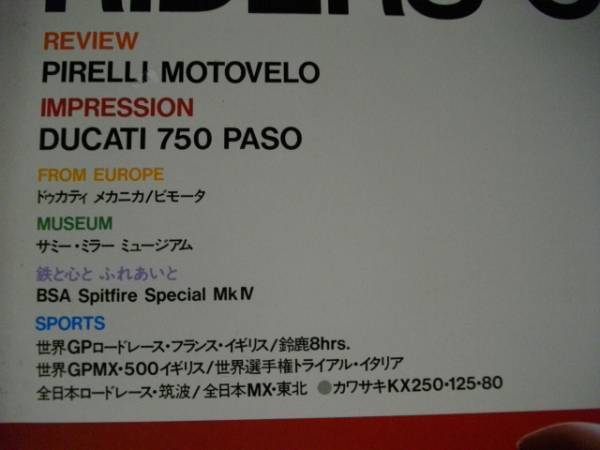 RIDERS
REVIEW
PIRELLI MOTOVELO
IMPRESSION
DUCATI 750 PASO
FROM EUROPE
ドゥカティ メカニカ/ビモータ
MUSEUM
サミー・ミラー ミュージアム
鉄と心と ふれあいと
BSA Spitfire Special Mk Ⅳ
SPORTS
世界GPロードレース・フランス・イギリス/鈴鹿8hrs.
世界GPMX・500イギリス/世界選手権トライアル・イタリア
全日本ロードレース・筑波/全日本MX・東北 ●カワサキKX250・125・80